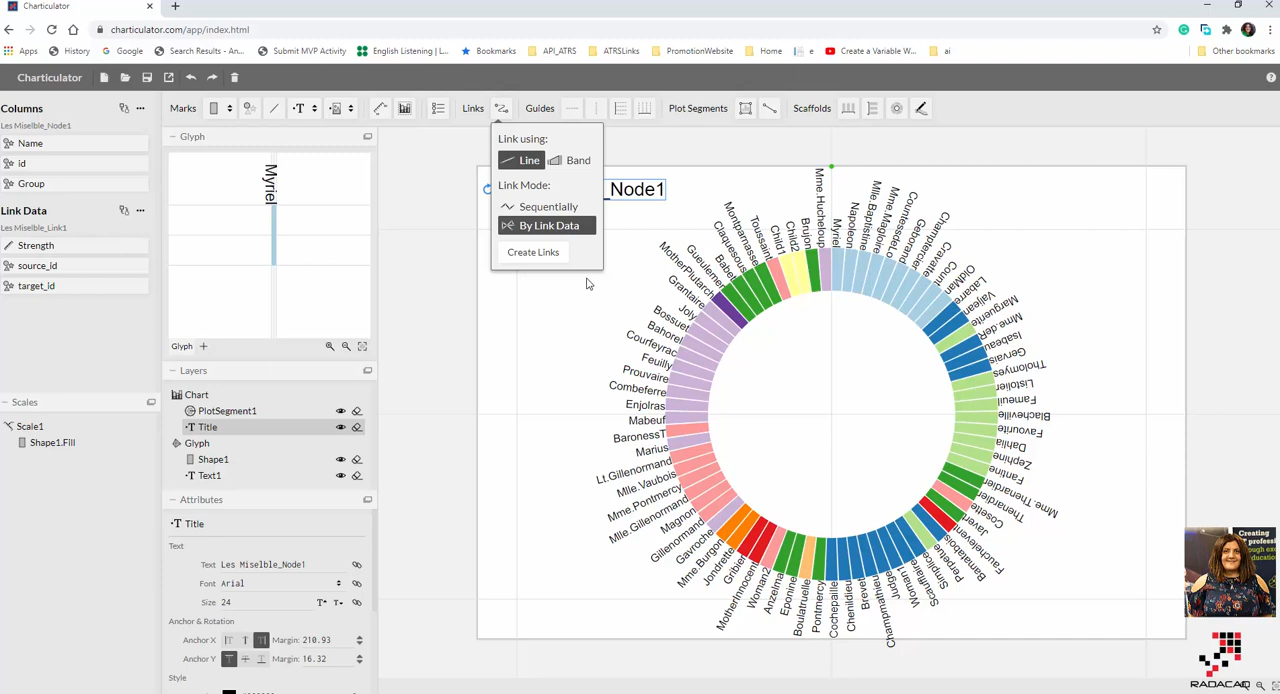 Charticulator
charticulator.com/app/index.html
Apps
History
Google
Search Results - An...
Submit MVP Activity
English Listening | L...
Bookmarks
API_ATRS
ATRSLinks
PromotionWebsite
Home
e
Create a Variable W...
ai
Other bookmarks
Charticulator
Columns
Les Miselble_Node1
Name
id
Group
Link Data
Les Miselble_Link1
Strength
source_id
target_id
Scales
Scale1
Shape1.Fill
Marks
Links
Guides
Plot Segments
Scaffolds
Glyph
Myriel
Glyph
Layers
Chart
PlotSegment1
Title
Glyph
Shape1
Text1
Attributes
Title
Text
Text Les Miselble_Node1
Font Arial
Size 24
Anchor & Rotation
Anchor X Margin: 210.93
Anchor Y Margin: 16.32
Style
Link using:
Line
Band
Link Mode:
Sequentially
By Link Data
Create Links
_Node1
Myriel
Napoleon
Mlle.Baptistine
Mme.Magloire
CountessdeLo
Geborand
Champtercier
Cravatte
Count
OldMan
Labarre
Valjean
Marguerite
Mme.deR
Isabeau
Gervais
Tholomyes
Listolier
Fameuil
Blacheville
Favourite
Dahlia
Zephine
Fantine
Mme.Thenardier
Thenardier
Cosette
Javert
Fauchelevent
Bamatabois
Perpetue
Simplice
Scaufflaire
Woman1
Judge
Champmathieu
Brevet
Chenildieu
Cochepaille
Pontmercy
Boulatruelle
Eponine
Anzelma
Woman2
MotherInnocent
Gribier
Jondrette
Mme.Burgon
Gavroche
Gillenormand
Magnon
Mlle.Gillenormand
Mme.Pontmercy
Mlle.Vaubois
Lt.Gillenormand
Marius
BaronessT
Mabeuf
Enjolras
Combeferre
Prouvaire
Feuilly
Courfeyrac
Bahorel
Bossuet
Joly
Grantaire
MotherPlutarch
Gueulemer
Babet
Claquesous
Montparnasse
Toussaint
Child1
Child2
Brujon
Mme.Hucheloup
Creating
RADACAD